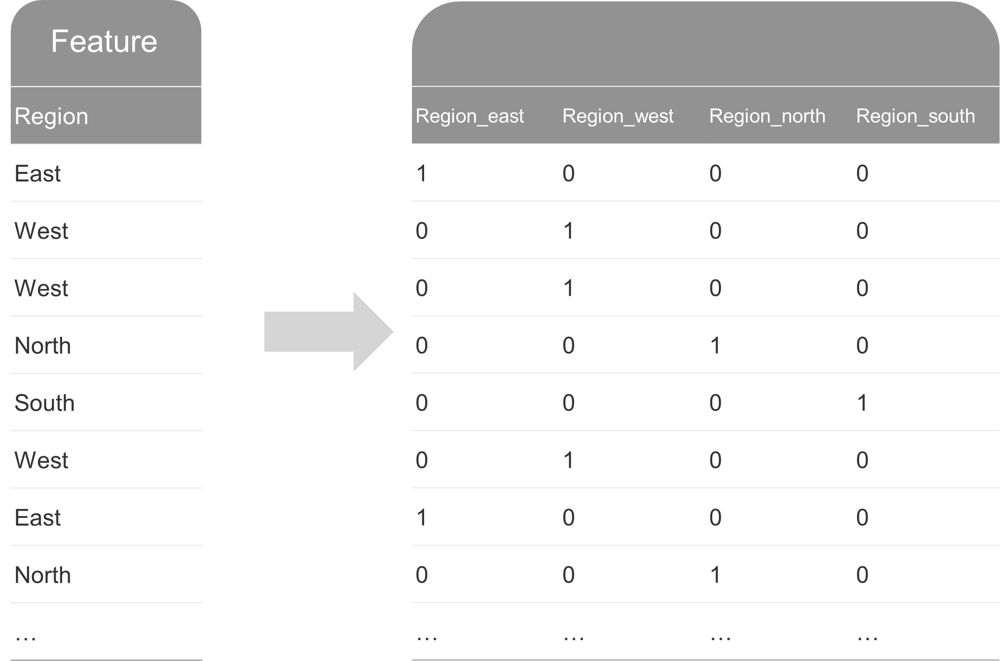 Feature
Region
East
West
West
North
South
West
East
North
...
Region_east Region_west Region_north Region_south
1 0 0 0
0 1 0 0
0 1 0 0
0 0 1 0
0 0 0 1
0 1 0 0
1 0 0 0
0 0 1 0
... ... ... ...